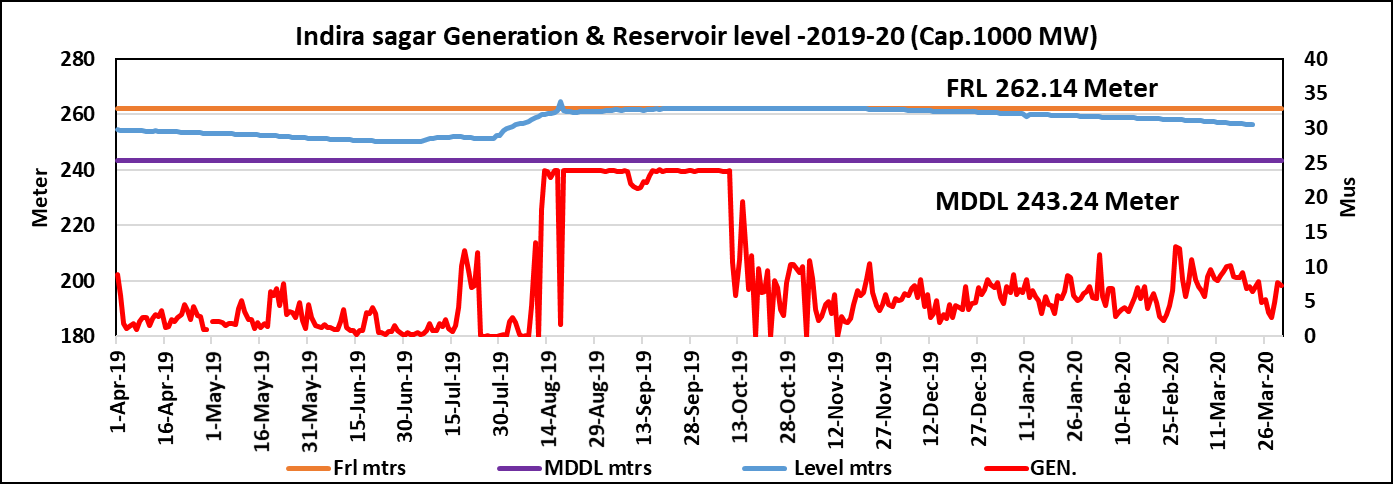 Indira sagar Generation & Reservoir level -2019-20 (Cap.1000 MW)
FRL 262.14 Meter
MDDL 243.24 Meter
Meter
280
260
240
220
200
180
Mus
40
35
30
25
20
15
10
5
0
1-Apr-19
16-Apr-19
1-May-19
16-May-19
31-May-19
15-Jun-19
30-Jun-19
15-Jul-19
30-Jul-19
14-Aug-19
29-Aug-19
13-Sep-19
28-Sep-19
13-Oct-19
28-Oct-19
12-Nov-19
27-Nov-19
12-Dec-19
27-Dec-19
11-Jan-20
26-Jan-20
10-Feb-20
25-Feb-20
11-Mar-20
26-Mar-20
Frl mtrs
MDDL mtrs
Level mtrs
GEN.